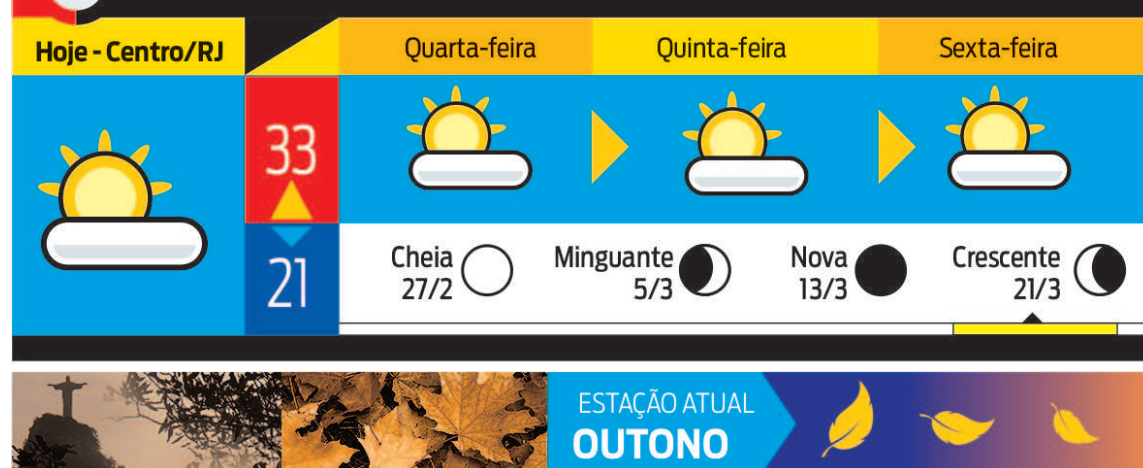 Hoje - Centro/RJ
Quarta-feira
Quinta-feira
Sexta-feira
33
21
Cheia
27/2
Minguante
5/3
Nova
13/3
Crescente
21/3
ESTAÇÃO ATUAL
OUTONO